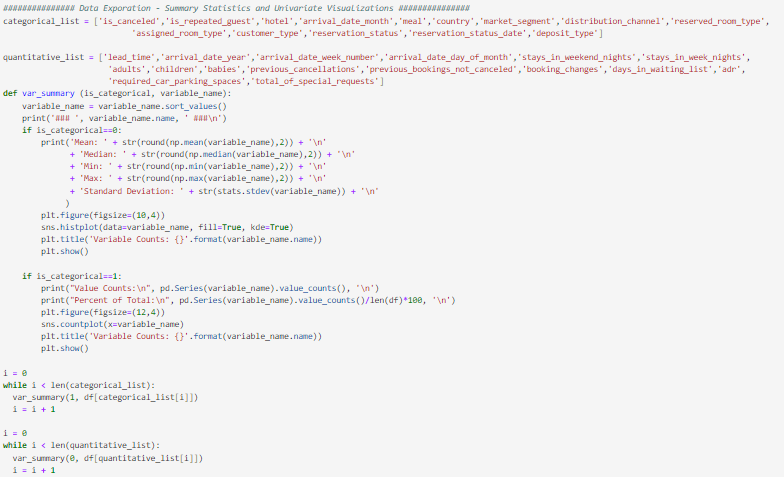 ############### Data Exporation - Summary Statistics and Univariate Visualizations ###############
categorical_list = ['is_canceled','is_repeated_guest','hotel','arrival_date_month','meal','country','market_segment','distribution_channel','reserved_room_type',
'assigned_room_type','customer_type','reservation_status','reservation_status_date','deposit_type']
quantitative_list = ['lead_time','arrival_date_year','arrival_date_week_number','arrival_date_day_of_month','stays_in_weekend_nights','stays_in_week_nights',
'adults','children','babies','previous_cancellations','previous_bookings_not_canceled','booking_changes','days_in_waiting_list','adr',
'required_car_parking_spaces','total_of_special_requests']
def var_summary (is_categorical, variable_name):
variable_name = variable_name.sort_values()
print('### ', variable_name.name, ' ###\n')
if is_categorical==0:
print('Mean: ' + str(round(np.mean(variable_name),2)) + '\n'
+ 'Median: ' + str(round(np.median(variable_name),2)) + '\n'
+ 'Min: ' + str(round(np.min(variable_name),2)) + '\n'
+ 'Max: ' + str(round(np.max(variable_name),2)) + '\n'
+ 'Standard Deviation: ' + str(stats.stdev(variable_name)) + '\n'
)
plt.figure(figsize=(10,4))
sns.histplot(data=variable_name, fill=True, kde=True)
plt.title('Variable Counts: {}'.format(variable_name.name))
plt.show()
if is_categorical==1:
print("Value Counts:\n", pd.Series(variable_name).value_counts(), '\n')
print("Percent of Total:\n", pd.Series(variable_name).value_counts()/len(df)*100, '\n')
plt.figure(figsize=(12,4))
sns.countplot(x=variable_name)
plt.title('Variable Counts: {}'.format(variable_name.name))
plt.show()
i = 0
while i < len(categorical_list):
var_summary(1, df[categorical_list[i]])
i = i + 1
i = 0
while i < len(quantitative_list):
var_summary(0, df[quantitative_list[i]])
i = i + 1